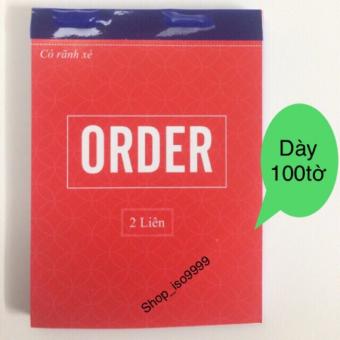 Có rãnh xé
ORDER
2 Liên
Dày
100tờ
Shop_iso9999